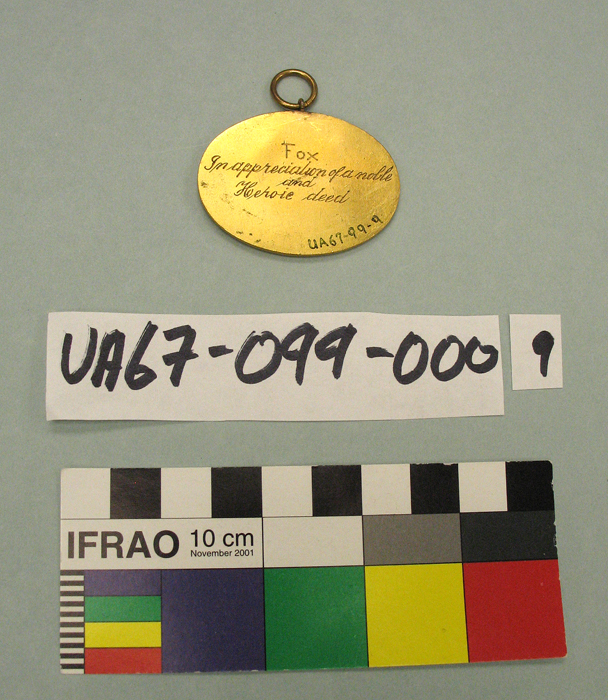 Fox
In appreciation of a noble
and
Heroic deed
UA67-99-9
UA67-099-000 9
IFRAO 10 cm
November 2001